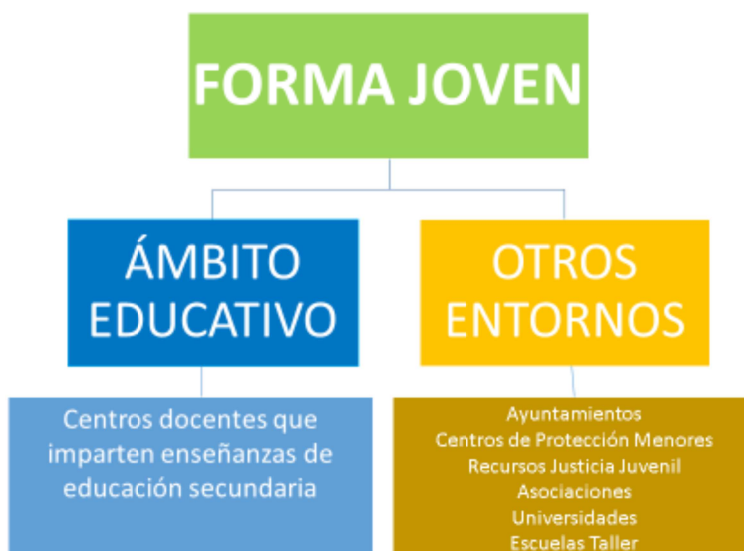 FORMA JOVEN
ÁMBITO
EDUCATIVO
OTROS
ENTORNOS
Centros docentes que
imparten enseñanzas de
educación secundaria
Ayuntamientos
Centros de Protección Menores
Recursos Justicia Juvenil
Asociaciones
Universidades
Escuelas Taller